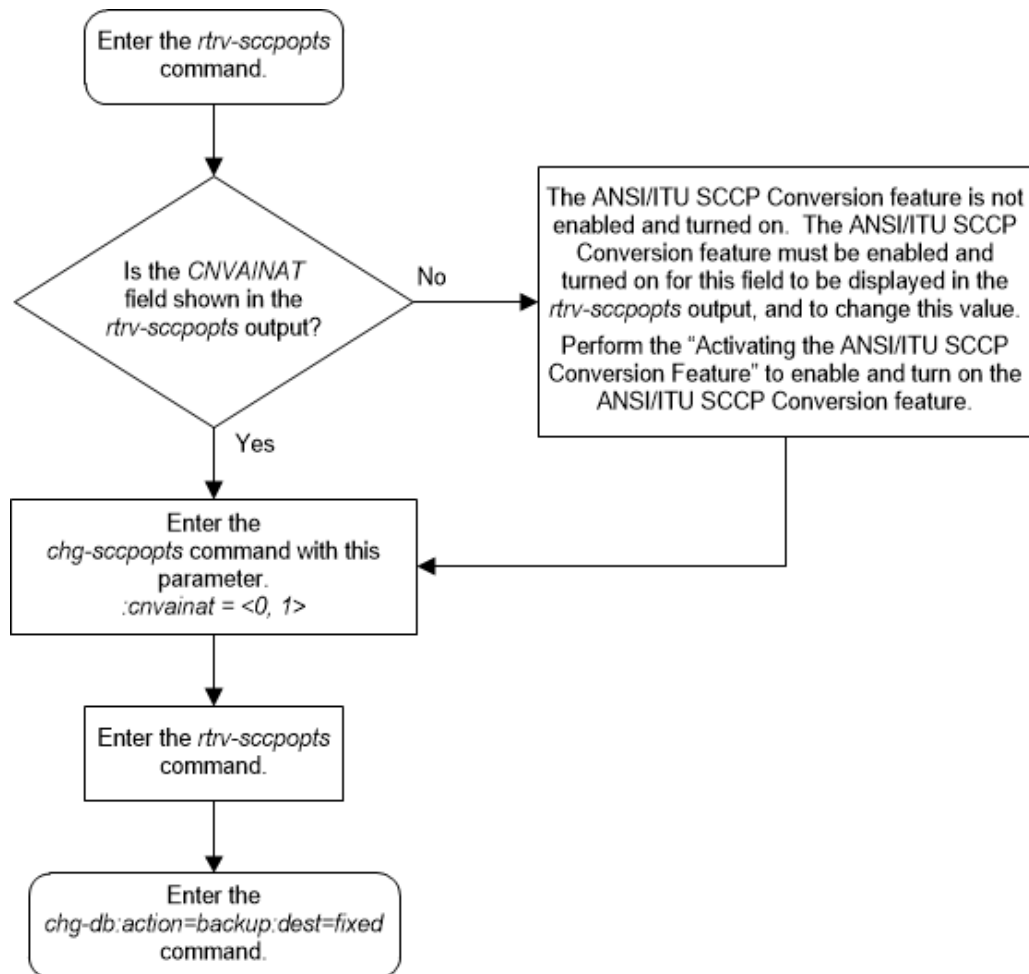 Enter the rtrv-sccpopts
command.
Is the CNVAINAT
field shown in the
rtrv-sccpopts output?
No
The ANSI/ITU SCCP Conversion feature is not
enabled and turned on.  The ANSI/ITU SCCP
Conversion feature must be enabled and
turned on for this field to be displayed in the
rtrv-sccpopts output, and to change this value.
Perform the “Activating the ANSI/ITU SCCP
Conversion Feature” to enable and turn on the
ANSI/ITU SCCP Conversion feature.
Yes
Enter the
chg-sccpopts command with this
parameter.
:cnvainat = <0, 1>
Enter the rtrv-sccpopts
command.
Enter the
chg-db:action=backup:dest=fixed
command.